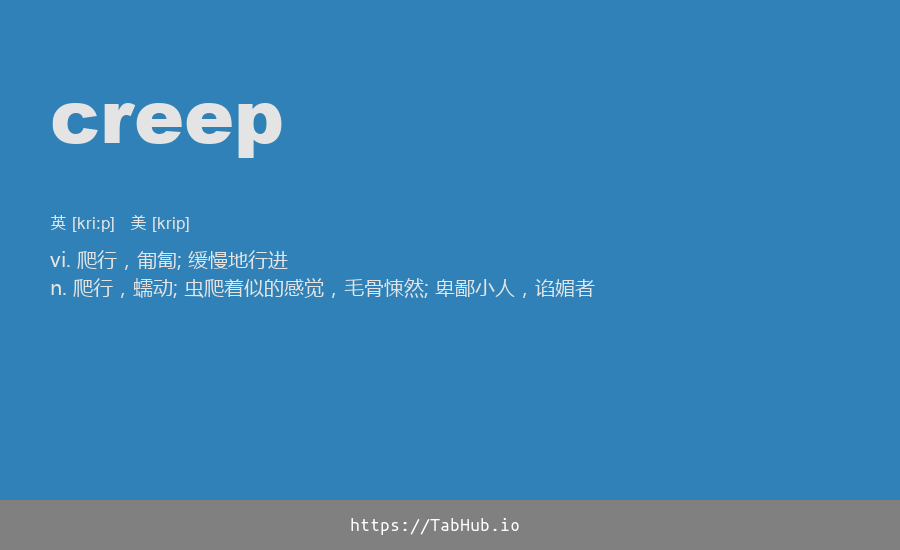 creep
英 [kri:p] 美 [krip]
vi. 爬行，匍匐; 缓慢地行进
n. 爬行，蠕动; 虫爬着似的感觉，毛骨悚然; 卑鄙小人，谄媚者
https://TabHub.io